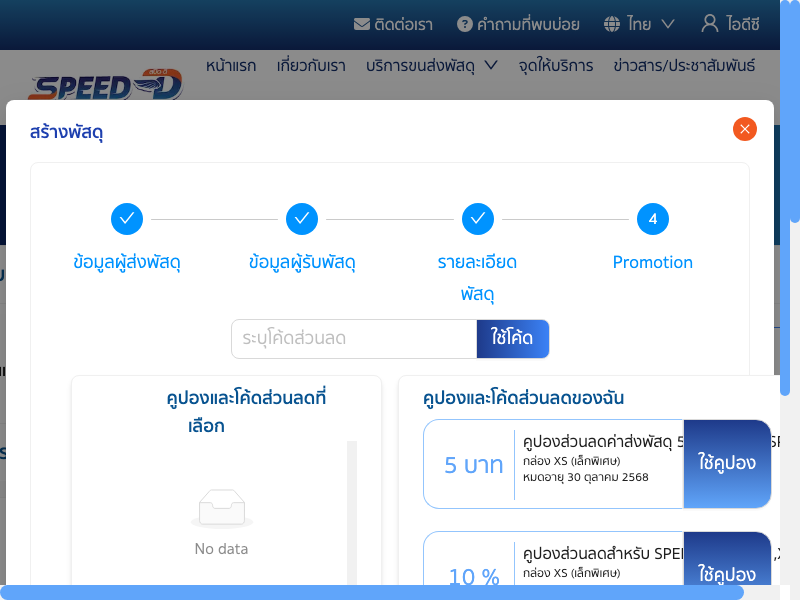 ติดต่อเรา
คำถามที่พบบ่อย
ไทย
ไอดีซี
SPEED D
สปีด-ดี
หน้าแรก
เกี่ยวกับเรา
บริการขนส่งพัสดุ
จุดให้บริการ
ข่าวสาร/ประชาสัมพันธ์
สร้างพัสดุ
4
ข้อมูลผู้ส่งพัสดุ
ข้อมูลผู้รับพัสดุ
รายละเอียด
พัสดุ
Promotion
ระบุโค้ดส่วนลด
ใช้โค้ด
คูปองและโค้ดส่วนลดที่
เลือก
No data
คูปองและโค้ดส่วนลดของฉัน
5 บาท
คูปองส่วนลดค่าส่งพัสดุ 5
กล่อง XS (เล็กพิเศษ)
หมดอายุ 30 ตุลาคม 2568
ใช้คูปอง
10 %
คูปองส่วนลดสำหรับ
กล่อง XS (เล็กพิเศษ)
ใช้คูปอง